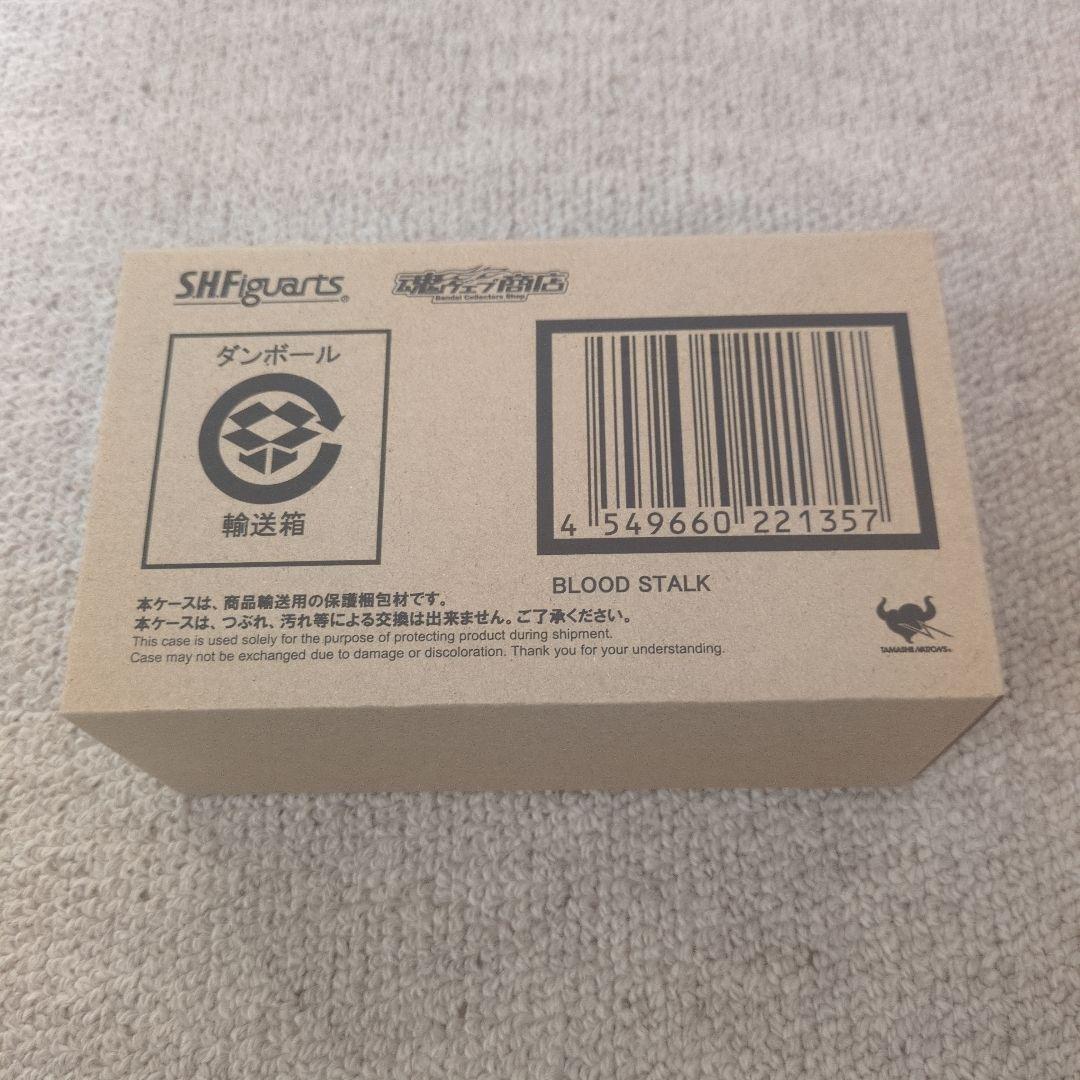 S.H.Figuarts®
魂ウェブ商店
Bandai Collectors Shop
ダンボール
輸送箱
4 549660 221357
BLOOD STALK
本ケースは、商品輸送用の保護梱包材です。
本ケースは、つぶれ、汚れ等による交換は出来ません。ご了承ください。
This case is used solely for the purpose of protecting product during shipment.
Case may not be exchanged due to damage or discoloration. Thank you for your understanding.
TAMASHII NATIONS